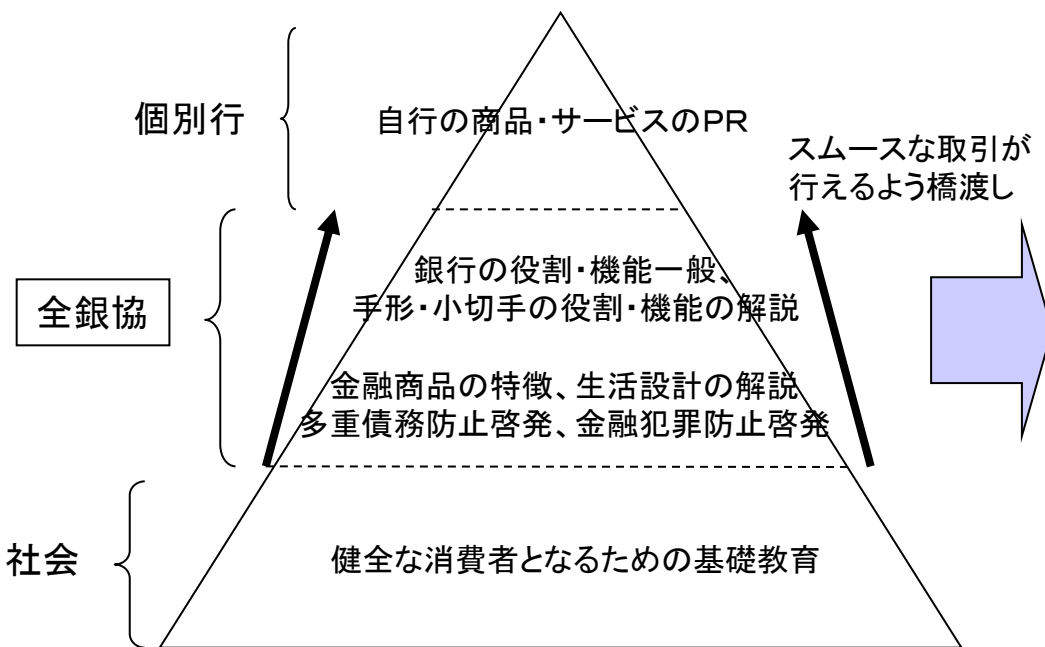 個別行
自行の商品・サービスのPR
スムースな取引が
行えるよう橋渡し
全銀協
銀行の役割・機能一般、
手形・小切手の役割・機能の解説
金融商品の特徴、生活設計の解説
多重債務防止啓発、金融犯罪防止啓発
社会
健全な消費者となるための基礎教育